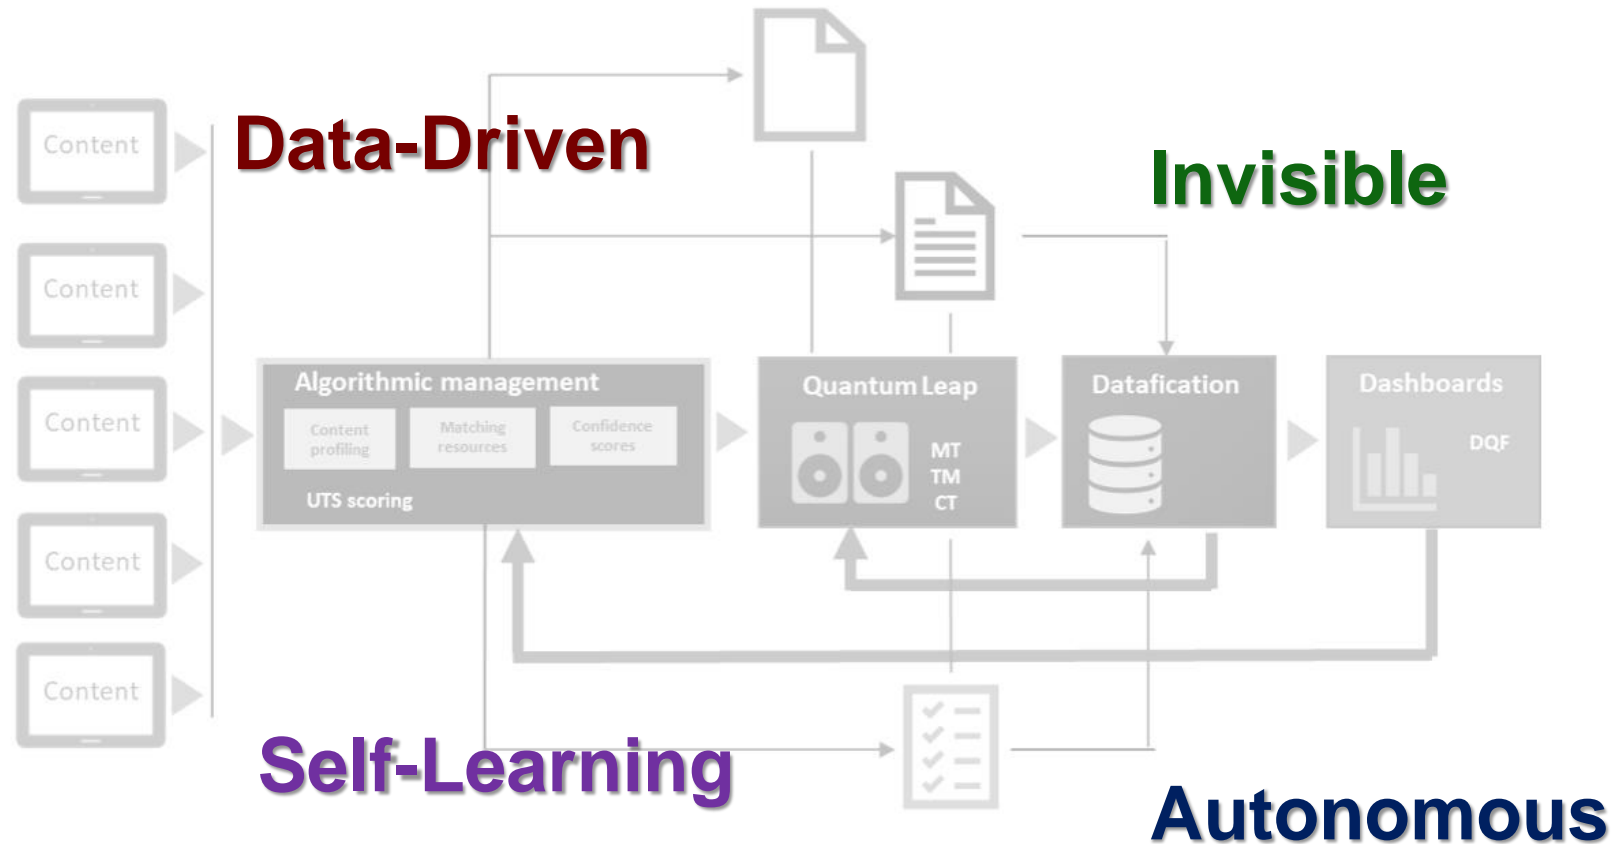 Data-Driven
Invisible
Content
Content
Content
Content
Content
Algorithmic management
Content
profiling
Matching
resources
Confidence
scores
UTS scoring
Quantum Leap
MT
TM
CT
Datafication
Dashboards
DQF
Self-Learning
Autonomous